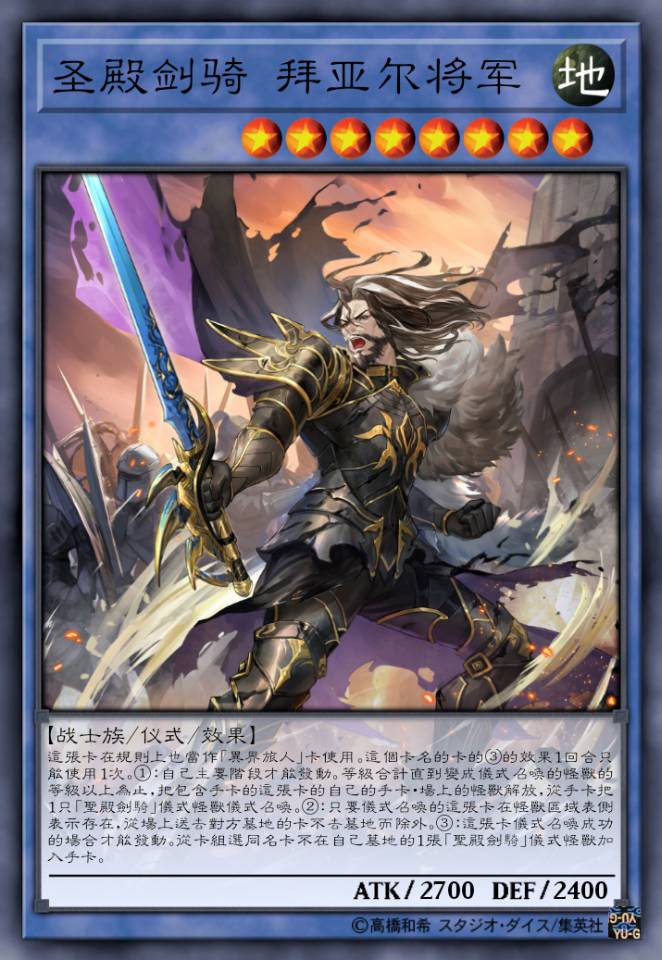 圣殿剑骑 拜亚尔将军
地
【战士族/仪式/效果】
這張卡在規則上也當作「異界旅人」卡使用。這個卡名的卡的③的效果1回合只
能使用1次。①：自己主要階段才能發動。等級合計直到變成儀式召喚的怪獸的
等級以上為止，把包含手卡的這張卡的自己的手卡·場上的怪獸解放，從手卡把
1只「聖殿劍騎」儀式怪獸儀式召喚。②：只要儀式召喚的這張卡在怪獸區域表側
表示存在，從場上送去對方墓地的卡不去墓地而除外。③：這張卡儀式召喚成功
的場合才能發動。從卡組選同名卡不在自己墓地的1張「聖殿劍騎」儀式怪獸加
入手卡。
ATK/2700 DEF/2400
©高橋和希 スタジオ・ダイス/集英社
YU-G
YU-G